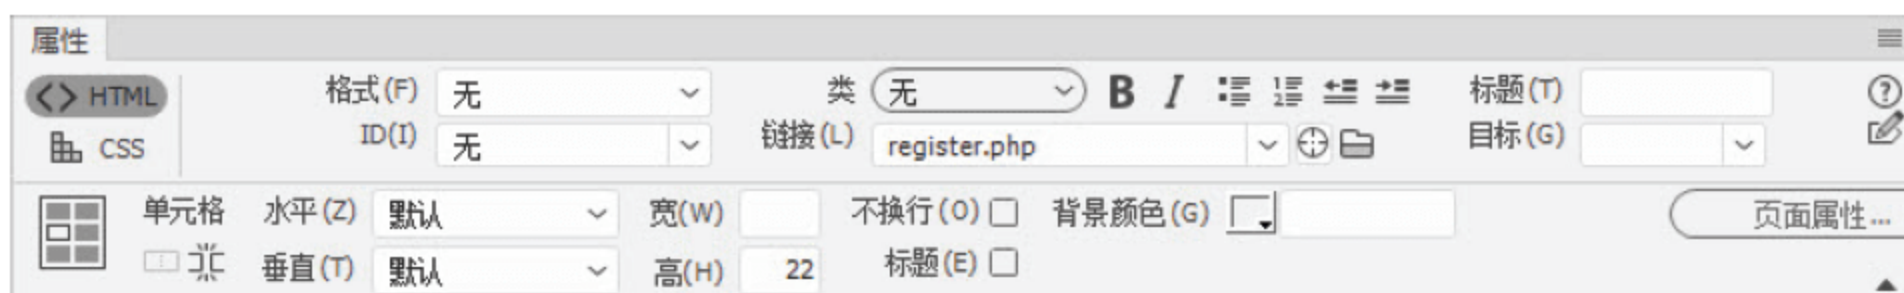 属性
HTML 格式(F) 无 类 无 B I 标题(T)
CSS ID(I) 无 链接(L) register.php 目标(G)
单元格 水平(Z) 默认 宽(W) 不换行(O) 背景颜色(G) 页面属性...
垂直(T) 默认 高(H) 22 标题(E)